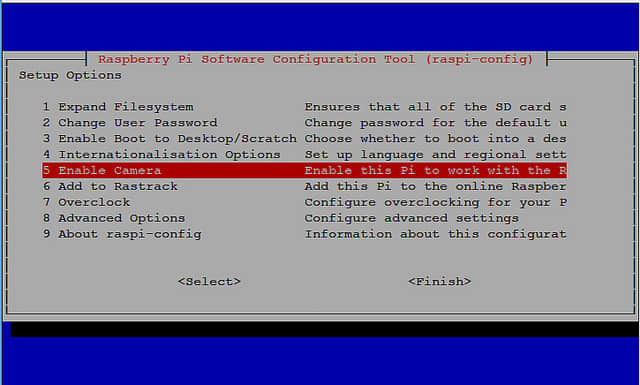 Raspberry Pi Software Configuration Tool (raspi-config)
Setup Options
1 Expand Filesystem Ensures that all of the SD card s
2 Change User Password Change password for the default u
3 Enable Boot to Desktop/Scratch Choose whether to boot into a des
4 Internationalisation Options Set up language and regional sett
5 Enable Camera Enable this Pi to work with the R
6 Add to Rastrack Add this Pi to the online Raspber
7 Overclock Configure overclocking for your P
8 Advanced Options Configure advanced settings
9 About raspi-config Information about this configurat
<Select> <Finish>